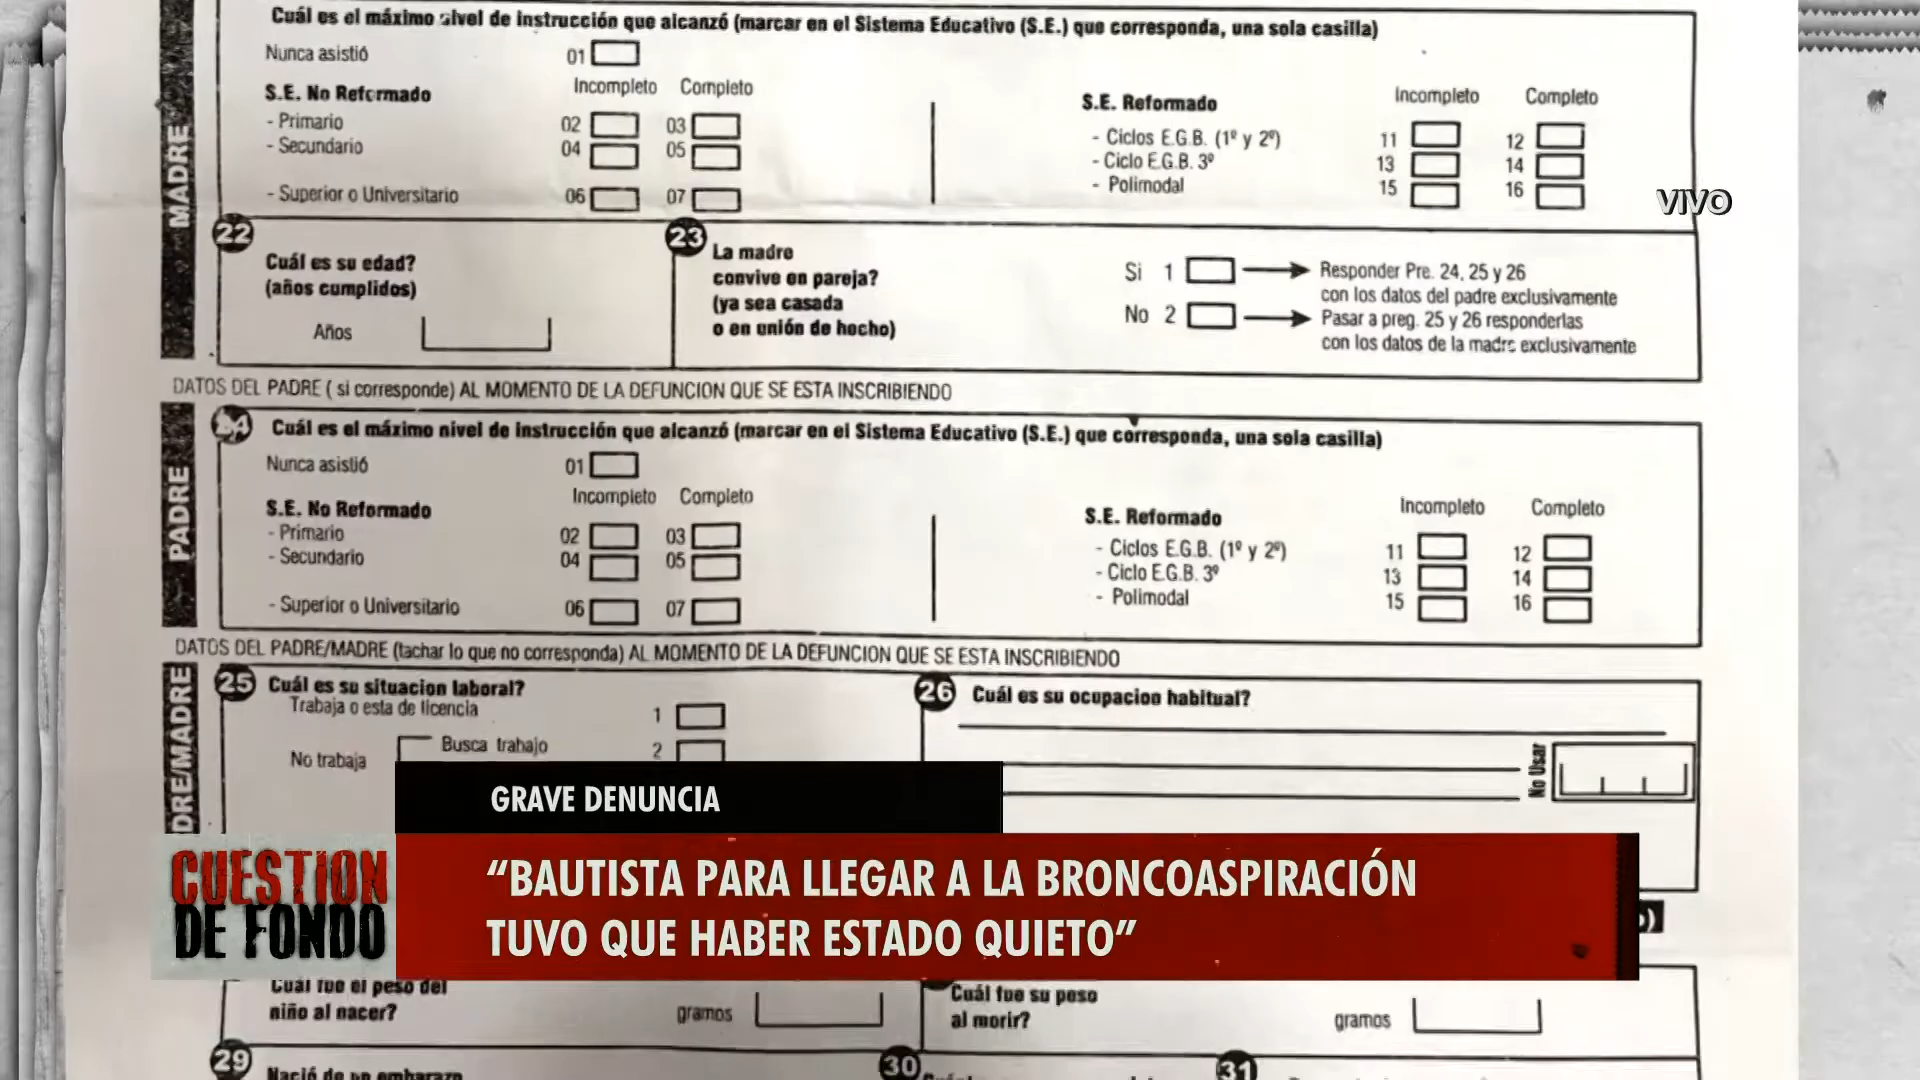 Cuál es el máximo nivel de instrucción que alcanzó (marcar en el Sistema Educativo (S.E.) que corresponda, una sola casilla)
Nunca asistió 01
Incompleto Completo Incompleto Completo
S.E. No Reformado S.E. Reformado
- Primario 02 03 - Ciclos E.G.B. (1º y 2º) 11 12
- Secundario 04 05 - Ciclo E.G.B. 3º 13 14
- Polimodal 15 16
- Superior o Universitario 06 07
MADRE
VIVO
22 Cuál es su edad?
(años cumplidos)
Años
23 La madre
convive en pareja?
(ya sea casada
o en unión de hecho)
Si 1 Responder Pre. 24, 25 y 26
con los datos del padre exclusivamente
No 2 Pasar a preg. 25 y 26 responderlas
con los datos de la madre exclusivamente
DATOS DEL PADRE ( si corresponde) AL MOMENTO DE LA DEFUNCION QUE SE ESTA INSCRIBIENDO
PADRE
24 Cuál es el máximo nivel de instrucción que alcanzó (marcar en el Sistema Educativo (S.E.) que corresponda, una sola casilla)
Nunca asistió 01
Incompleto Completo Incompleto Completo
S.E. No Reformado S.E. Reformado
- Primario 02 03 - Ciclos E.G.B. (1º y 2º) 11 12
- Secundario 04 05 - Ciclo E.G.B. 3º 13 14
- Polimodal 15 16
- Superior o Universitario 06 07
DATOS DEL PADRE/MADRE (tachar lo que no corresponda) AL MOMENTO DE LA DEFUNCION QUE SE ESTA INSCRIBIENDO
DRE/MADRE
25 Cuál es su situacion laboral?
Trabaja o esta de licencia 1
No trabaja Busca trabajo 2
26 Cuál es su ocupacion habitual?
No Usar
GRAVE DENUNCIA
CUESTION
DE FONDO
“BAUTISTA PARA LLEGAR A LA BRONCOASPIRACIÓN
TUVO QUE HABER ESTADO QUIETO”
Cuál fue el peso del
niño al nacer?
gramos
Cuál fue su peso
al morir?
gramos
29 Nació de un embarazo
30
31